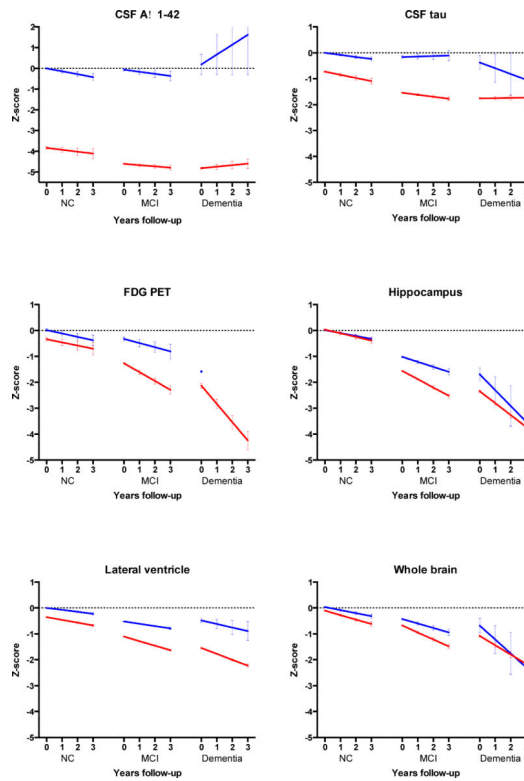 CSF A! 1-42
CSF tau
2
1
0
-1
-2
-3
-4
-5
Z-score
0 1 2 3 0 1 2 3 0 1 2 3
NC MCI Dementia
Years follow-up
1
0
-1
-2
-3
-4
-5
Z-score
0 1 2 3 0 1 2 3 0 1 2
NC MCI Dementia
Years follow-up
FDG PET
Hippocampus
1
0
-1
-2
-3
-4
-5
Z-score
0 1 2 3 0 1 2 3 0 1 2 3
NC MCI Dementia
Years follow-up
1
0
-1
-2
-3
-4
-5
Z-score
0 1 2 3 0 1 2 3 0 1 2
NC MCI Dementia
Years follow-up
Lateral ventricle
Whole brain
1
0
-1
-2
-3
-4
-5
Z-score
0 1 2 3 0 1 2 3 0 1 2 3
NC MCI Dementia
Years follow-up
1
0
-1
-2
-3
-4
-5
Z-score
0 1 2 3 0 1 2 3 0 1 2
NC MCI Dementia
Years follow-up